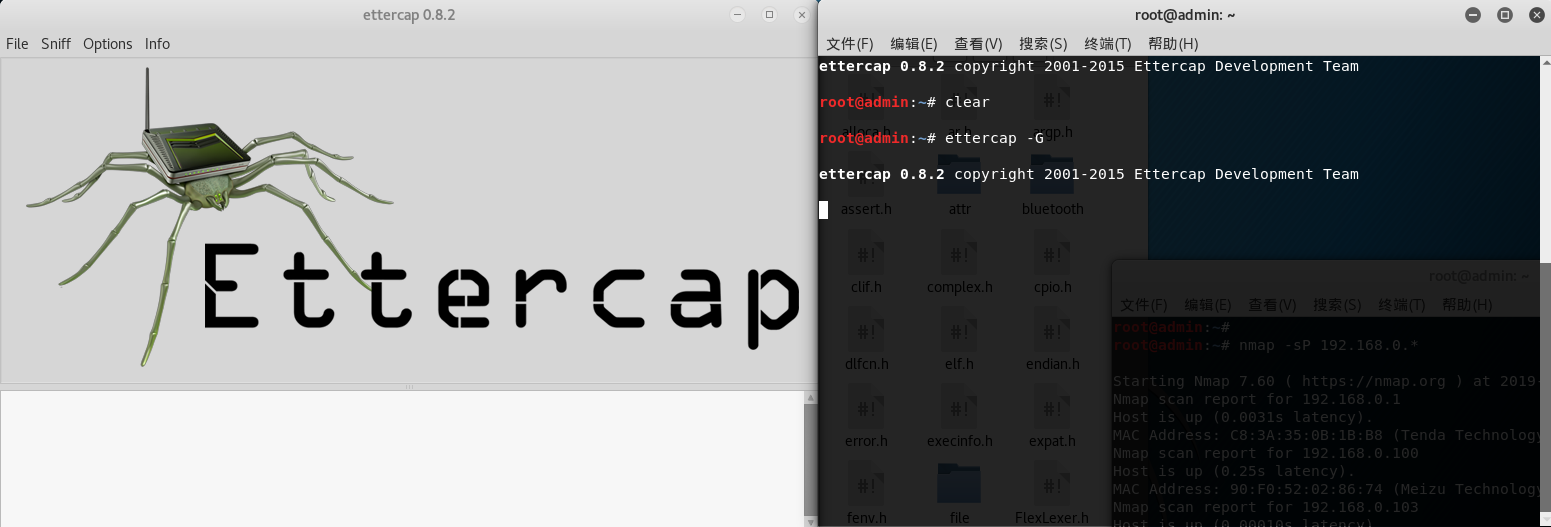 ettercap 0.8.2
File Sniff Options Info
Ettercap
root@admin: ~
文件(F) 编辑(E) 查看(V) 搜索(S) 终端(T) 帮助(H)
ettercap 0.8.2 copyright 2001-2015 Ettercap Development Team
root@admin:~# clear
alloca.h ar.h argp.h
root@admin:~# ettercap -G
ettercap 0.8.2 copyright 2001-2015 Ettercap Development Team
assert.h attr bluetooth
clif.h complex.h cpio.h
dlfcn.h elf.h endian.h
error.h execinfo.h expat.h
fenv.h file FlexLexer.h
root@admin: ~
文件(F) 编辑(E) 查看(V) 搜索(S) 终端(T) 帮助(H)
root@admin:~#
root@admin:~# nmap -sP 192.168.0.*
Starting Nmap 7.60 ( https://nmap.org ) at 2019-
Nmap scan report for 192.168.0.1
Host is up (0.0031s latency).
MAC Address: C8:3A:35:0B:1B:B8 (Tenda Technology
Nmap scan report for 192.168.0.100
Host is up (0.25s latency).
MAC Address: 90:F0:52:02:86:74 (Meizu Technology
Nmap scan report for 192.168.0.103
Host is up (0.00010s latency)